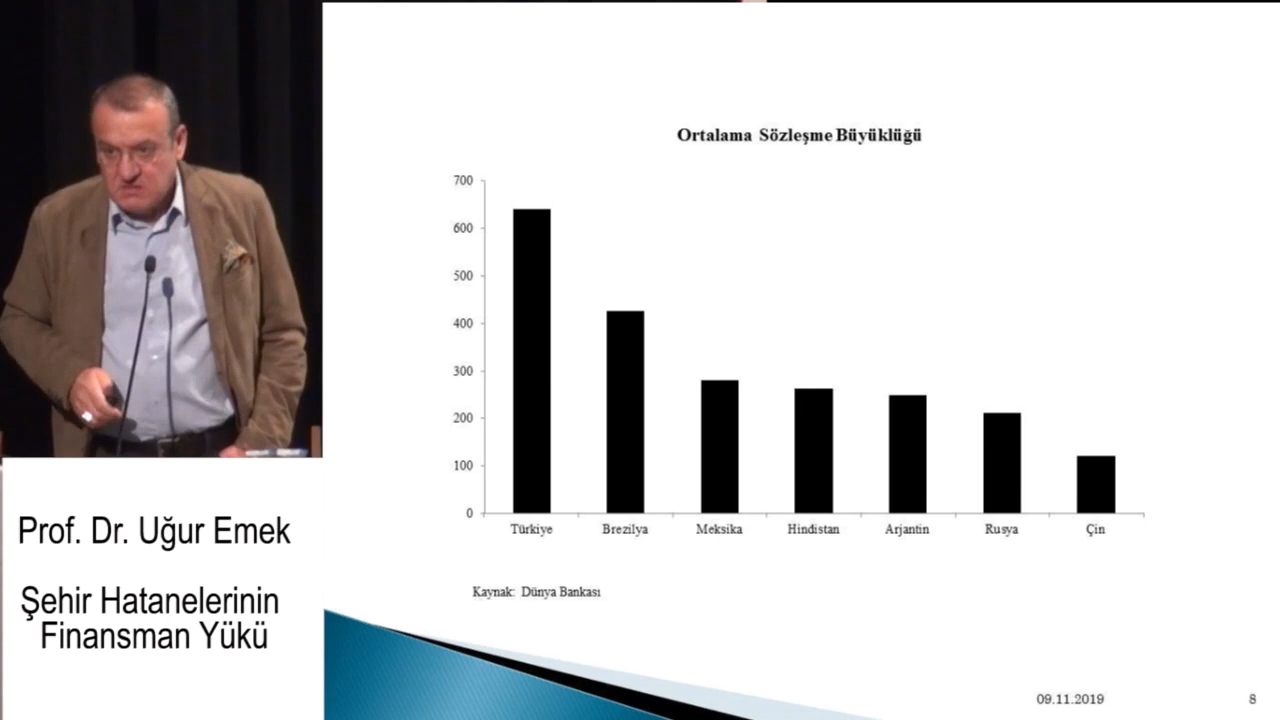 Ortalama Sözleşme Büyüklüğü
700
600
500
400
300
200
100
0
Türkiye Brezilya Meksika Hindistan Arjantin Rusya Çin
Kaynak: Dünya Bankası
09.11.2019 8
Prof. Dr. Uğur Emek
Şehir Hatanelerinin
Finansman Yükü